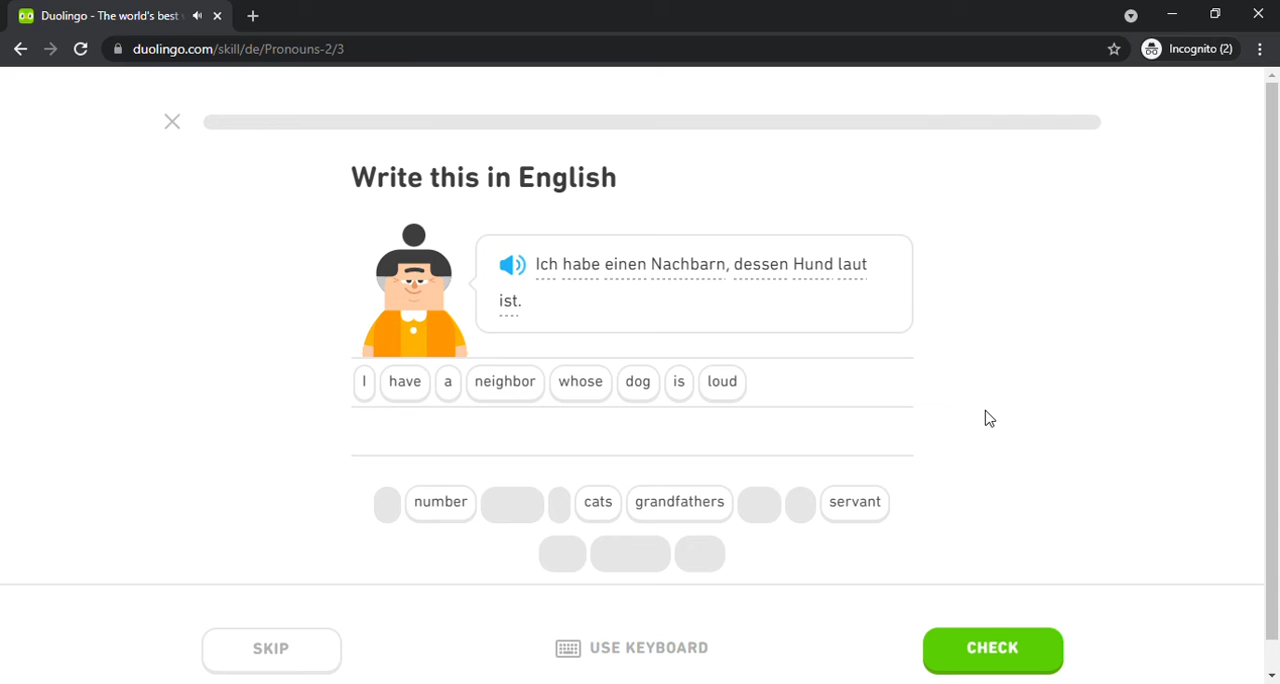 Duolingo - The world's best
duolingo.com/skill/de/Pronouns-2/3
Incognito (2)
Write this in English
Ich habe einen Nachbarn, dessen Hund laut
ist.
I have a neighbor whose dog is loud
number cats grandfathers servant
SKIP USE KEYBOARD CHECK